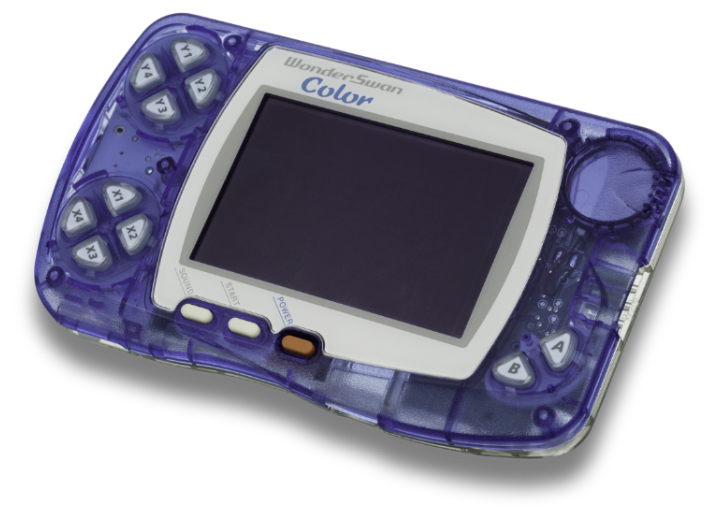 WonderSwan
Color
Y1
Y4
Y2
Y3
X1
X4
X2
X3
SOUND
START
POWER
A
B